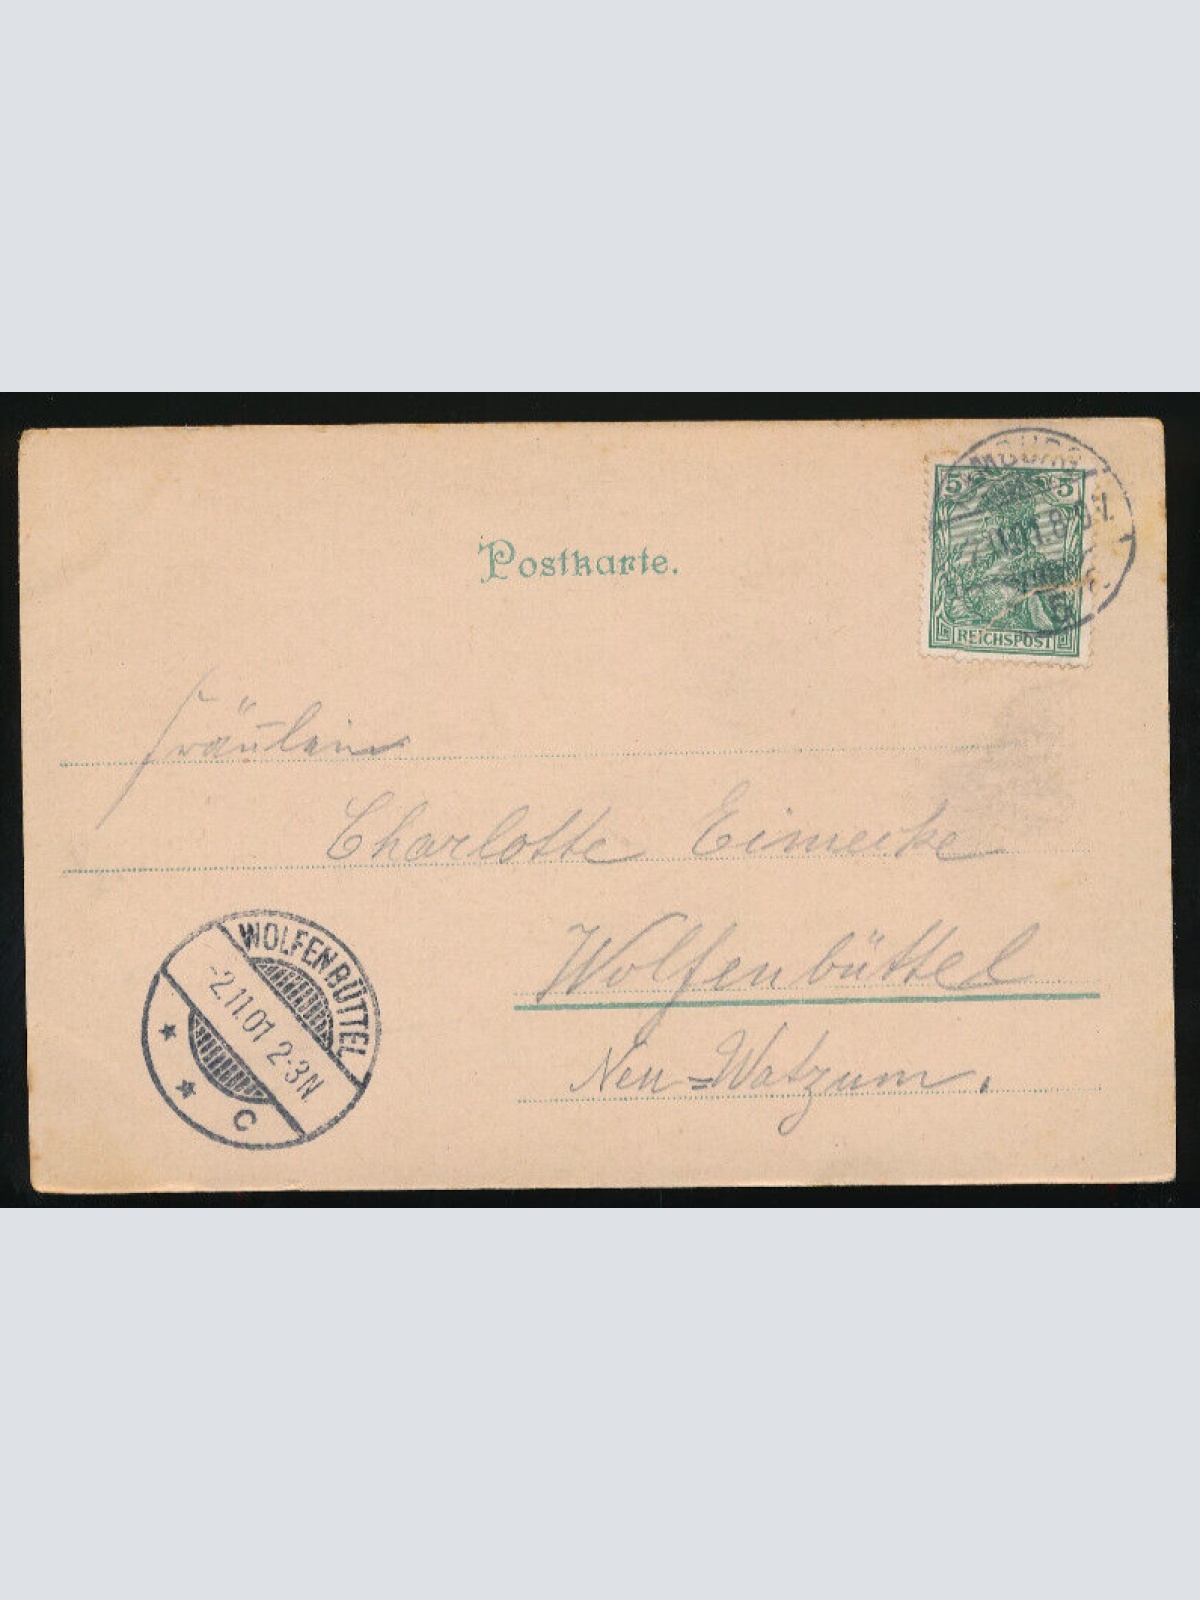 Postkarte.
5 5
REICHSPOST
Fräulein
Charlotte Eimecke
Wolfenbüttel
Neu=Watzum.
WOLFENBÜTTEL
-2.11.01 2-3N
C